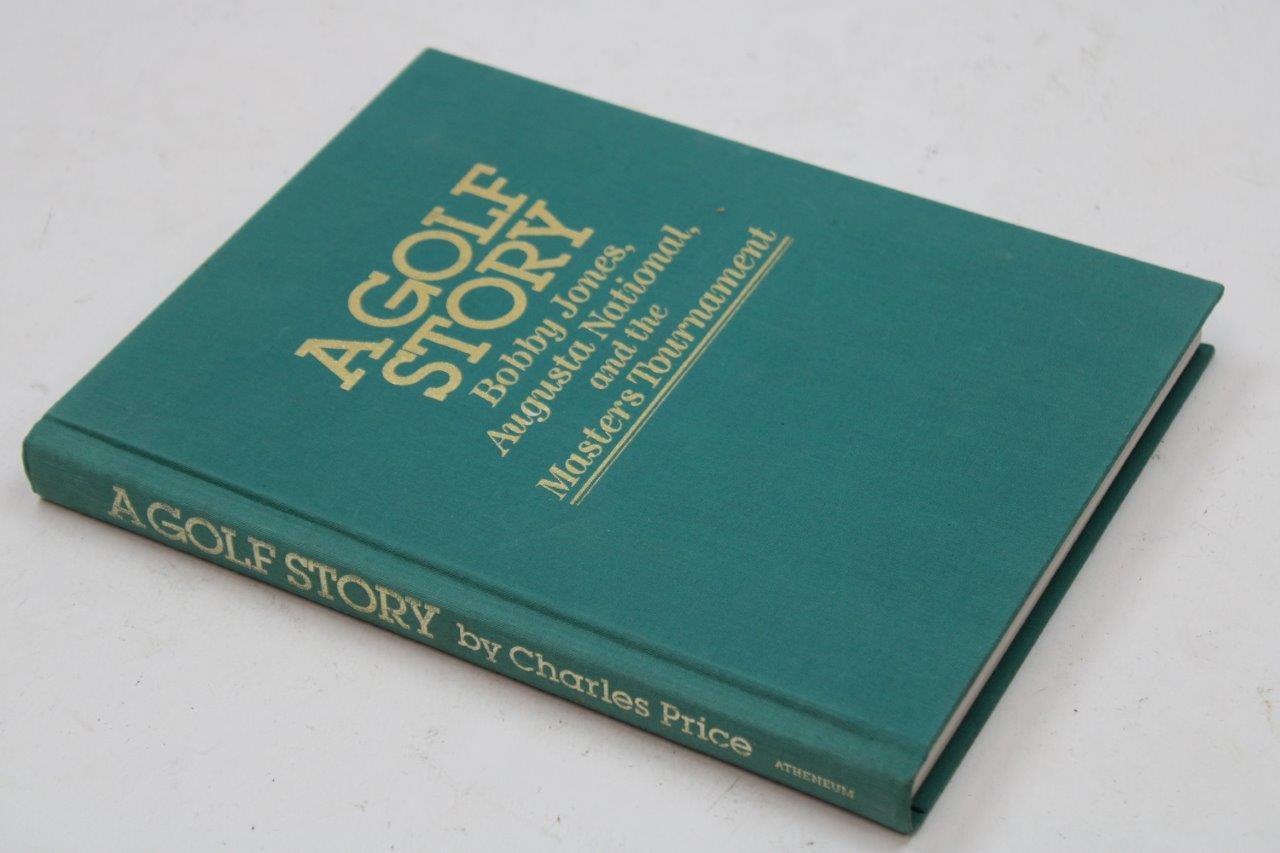 A GOLF
STORY
Bobby Jones,
Augusta National,
and the
Masters Tournament
A GOLF STORY by Charles Price ATHENEUM